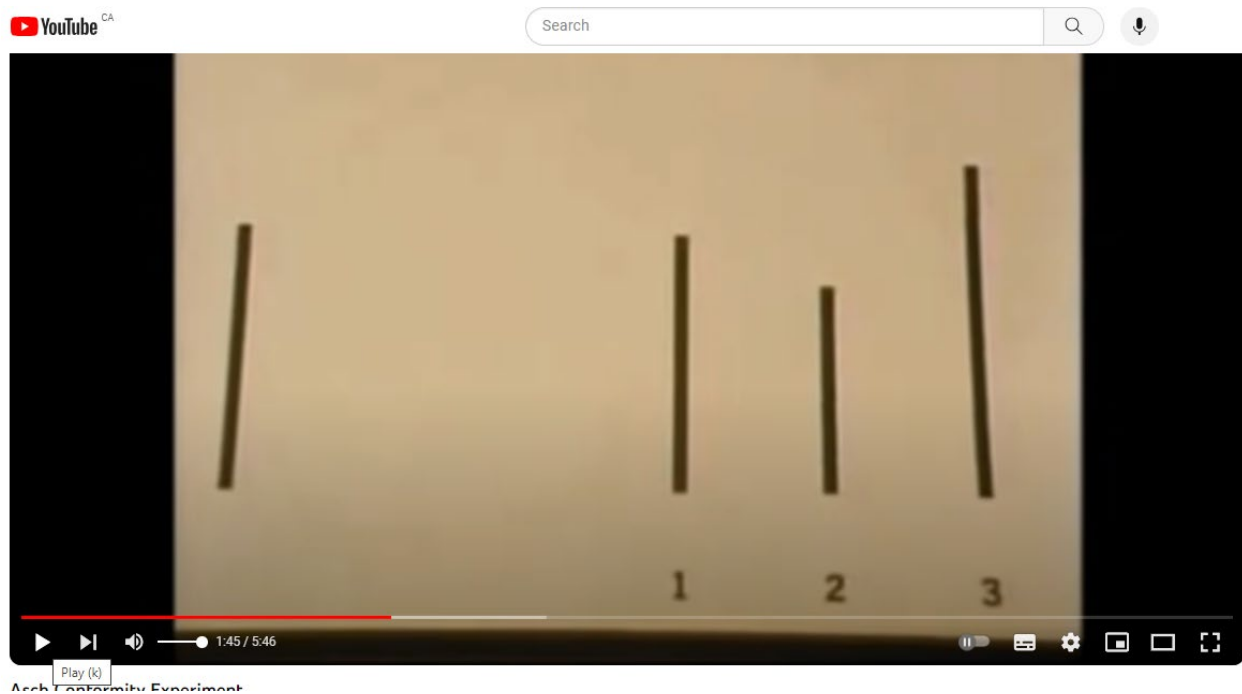 YouTube CA
Search
1 2 3
1:45 / 5:46
Play (k)
Asch Conformity Experiment